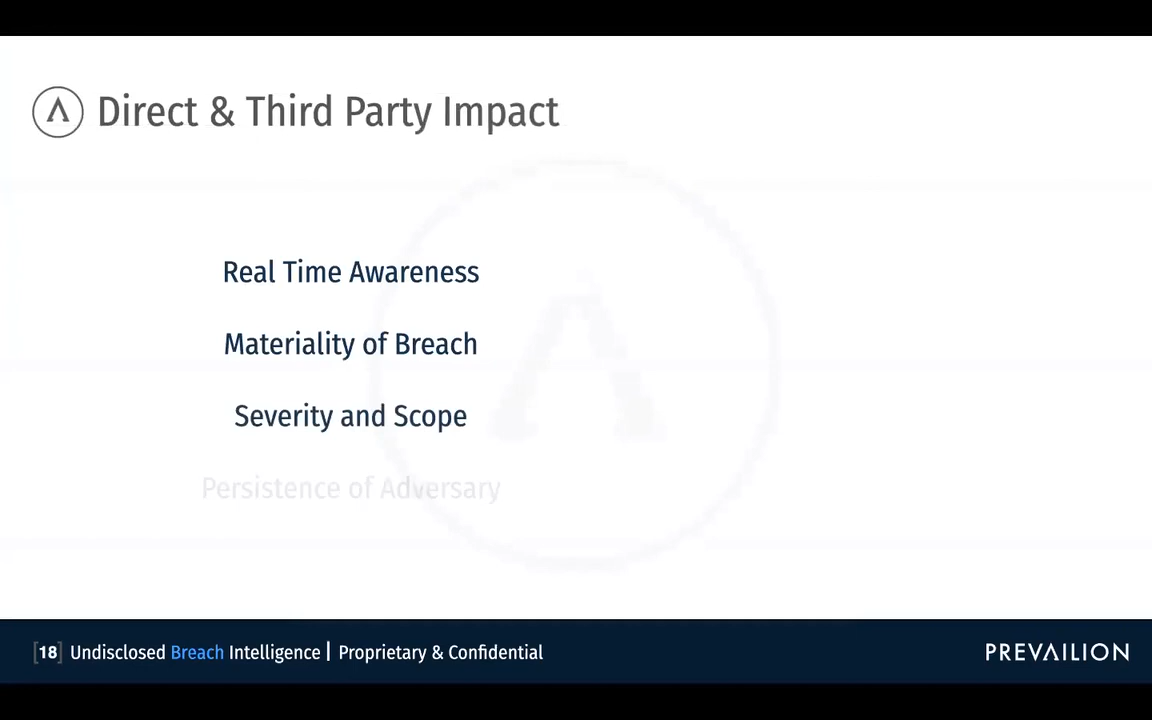 Direct & Third Party Impact
Real Time Awareness
Materiality of Breach
Severity and Scope
Persistence of Adversary
[18] Undisclosed Breach Intelligence | Proprietary & Confidential
PREVAILION